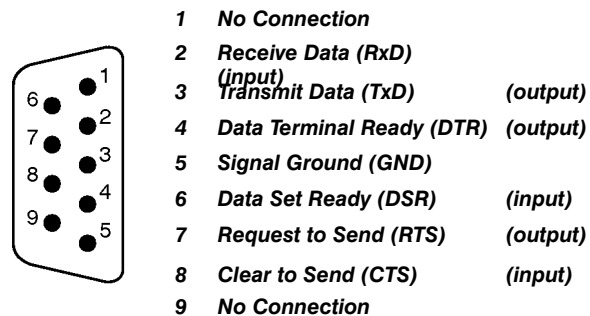 1 No Connection
2 Receive Data (RxD)
(input)
3 Transmit Data (TxD) (output)
4 Data Terminal Ready (DTR) (output)
5 Signal Ground (GND)
6 Data Set Ready (DSR) (input)
7 Request to Send (RTS) (output)
8 Clear to Send (CTS) (input)
9 No Connection
1
6
2
7
3
8
4
9
5